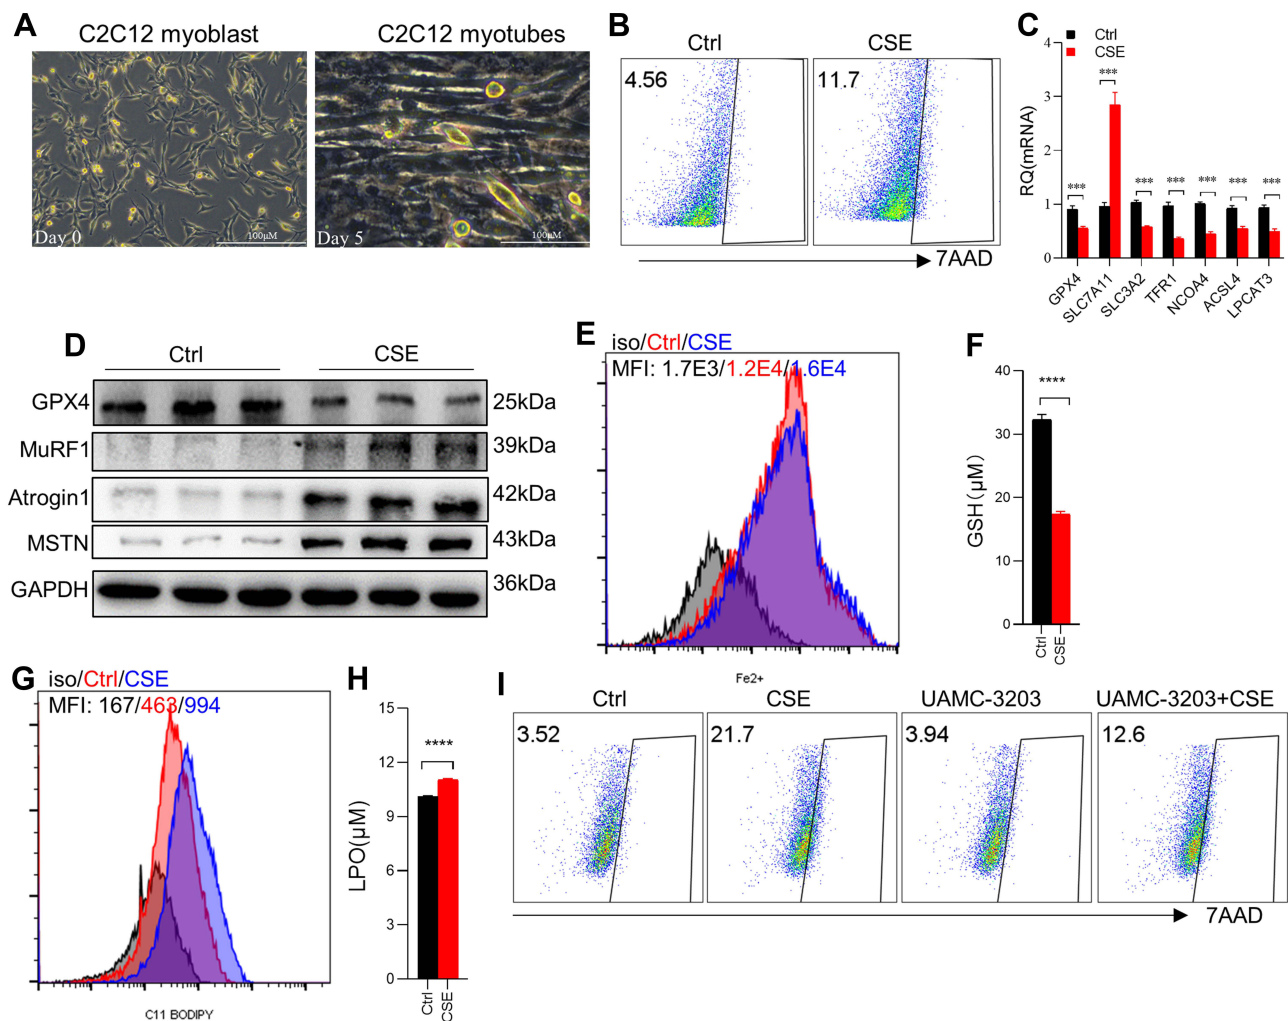 A
C2C12 myoblast
C2C12 myotubes
Day 0
100μM
Day 5
100μM
B
Ctrl
CSE
4.56
11.7
7AAD
C
Ctrl
CSE
RQ(mRNA)
4
3
2
1
0
***
***
***
***
***
***
***
GPX4
SLC7A11
SLC3A2
TFR1
NCOA4
ACSL4
LPCAT3
D
Ctrl
CSE
GPX4
25kDa
MuRF1
39kDa
Atrogin1
42kDa
MSTN
43kDa
GAPDH
36kDa
E
iso/Ctrl/CSE
MFI: 1.7E3/1.2E4/1.6E4
Fe2+
F
GSH(μM)
40
30
20
10
0
****
Ctrl
CSE
G
iso/Ctrl/CSE
MFI: 167/463/994
C11 BODIPY
H
LPO(μM)
15
12
9
6
3
0
****
Ctrl
CSE
I
Ctrl
CSE
UAMC-3203
UAMC-3203+CSE
3.52
21.7
3.94
12.6
7AAD